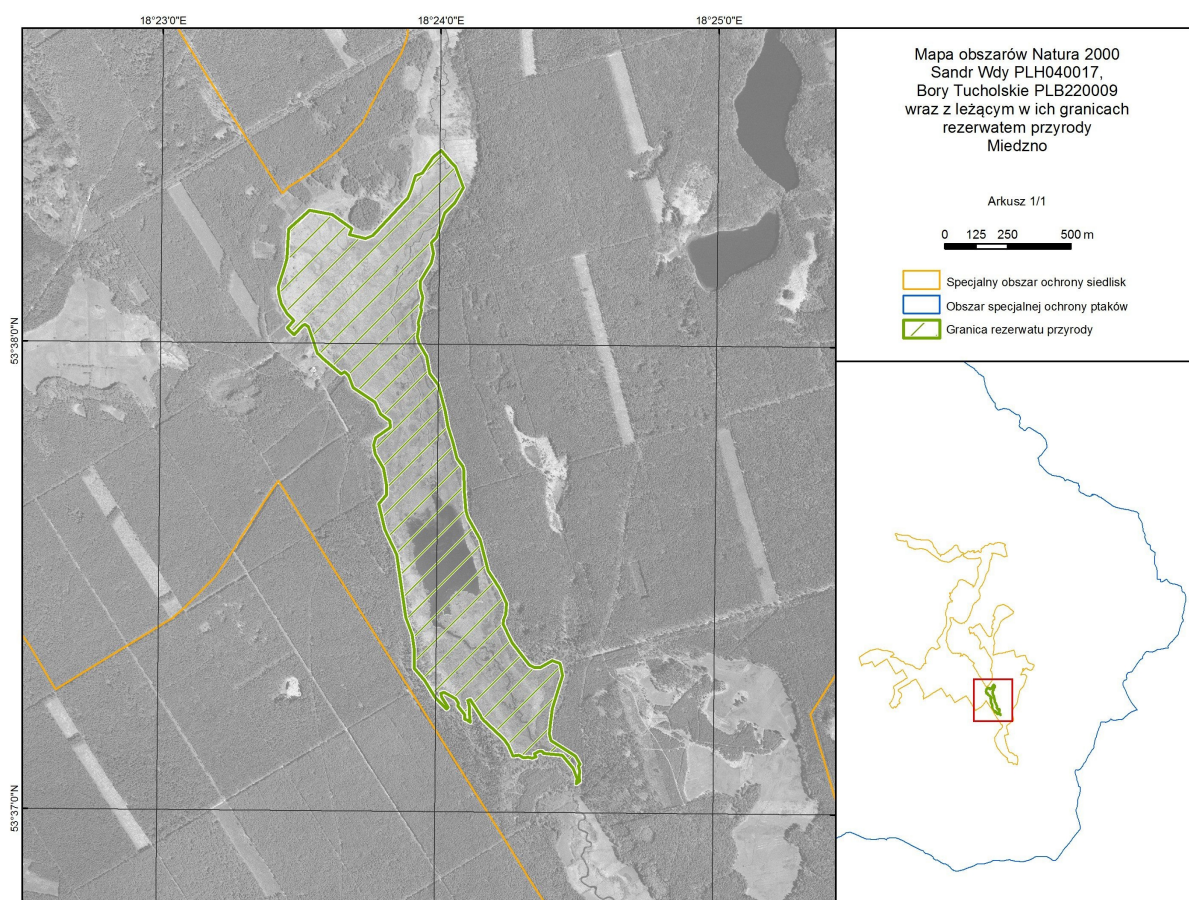 18°23'0"E
18°24'0"E
18°25'0"E
53°38'0"N
53°37'0"N
Mapa obszarów Natura 2000
Sandr Wdy PLH040017,
Bory Tucholskie PLB220009
wraz z leżącym w ich granicach
rezerwatem przyrody
Miedzno
Arkusz 1/1
0 125 250 500 m
Specjalny obszar ochrony siedlisk
Obszar specjalnej ochrony ptaków
Granica rezerwatu przyrody